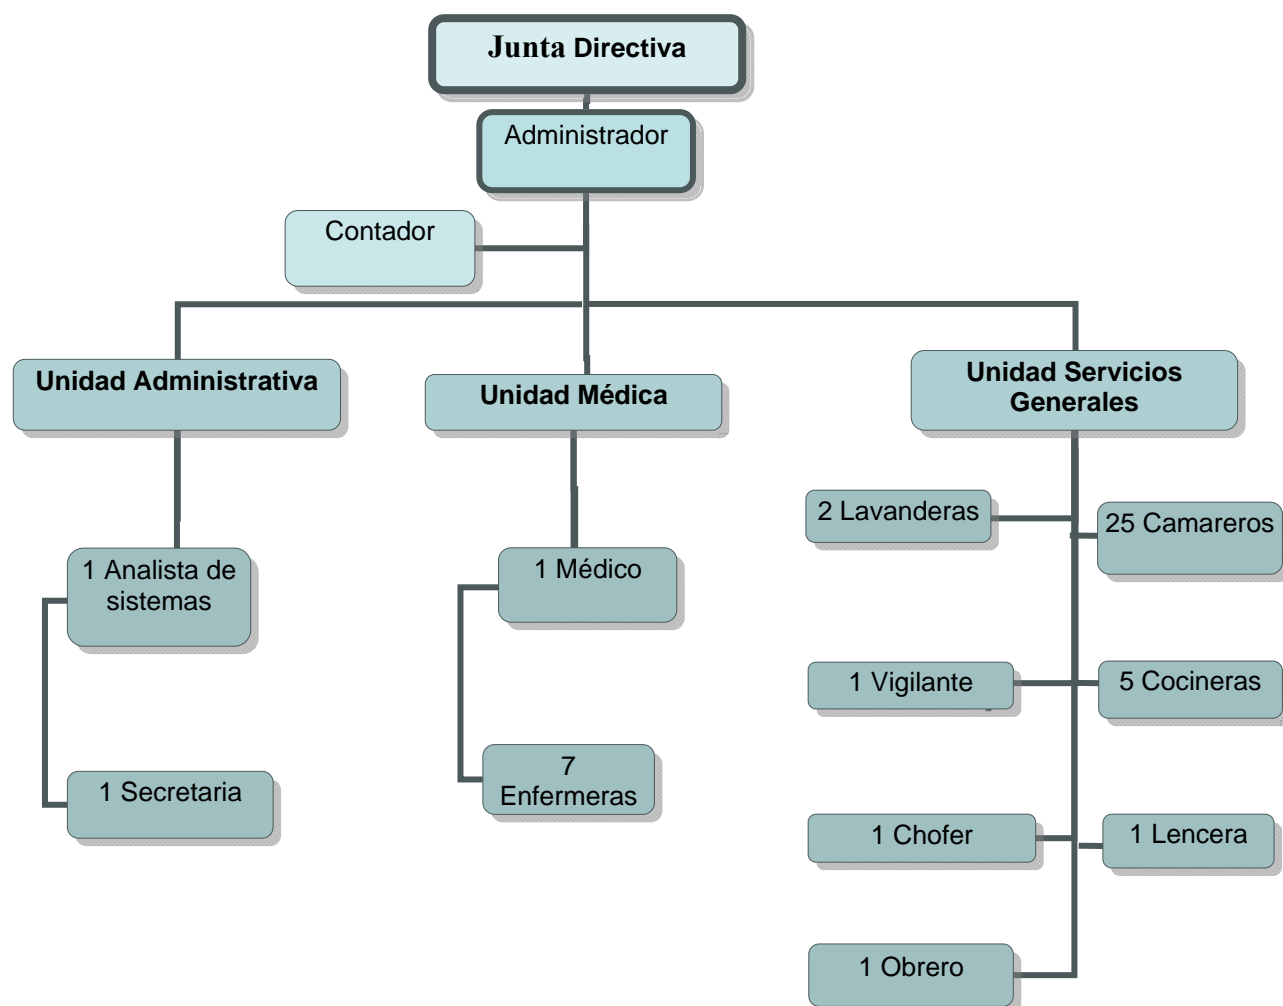 Junta Directiva
Administrador
Contador
Unidad Administrativa
Unidad Médica
Unidad Servicios
Generales
2 Lavanderas
25 Camareros
1 Analista de
sistemas
1 Médico
1 Vigilante
5 Cocineras
1 Secretaria
7
Enfermeras
1 Chofer
1 Lencera
1 Obrero